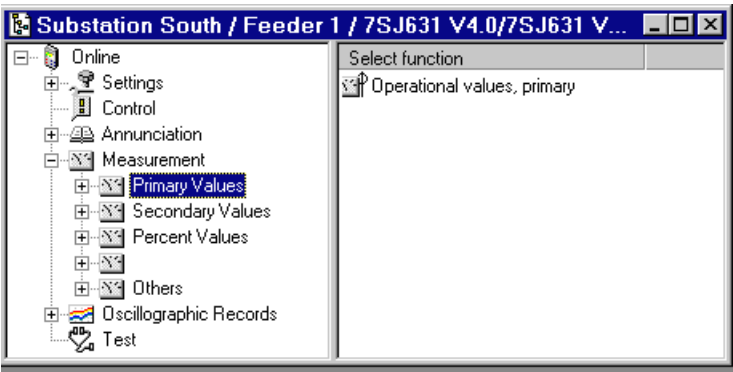 Substation South / Feeder 1 / 7SJ631 V4.0/7SJ631 V...
Online
Settings
Control
Annunciation
Measurement
Primary Values
Secondary Values
Percent Values
Others
Oscillographic Records
Test
Select function
Operational values, primary